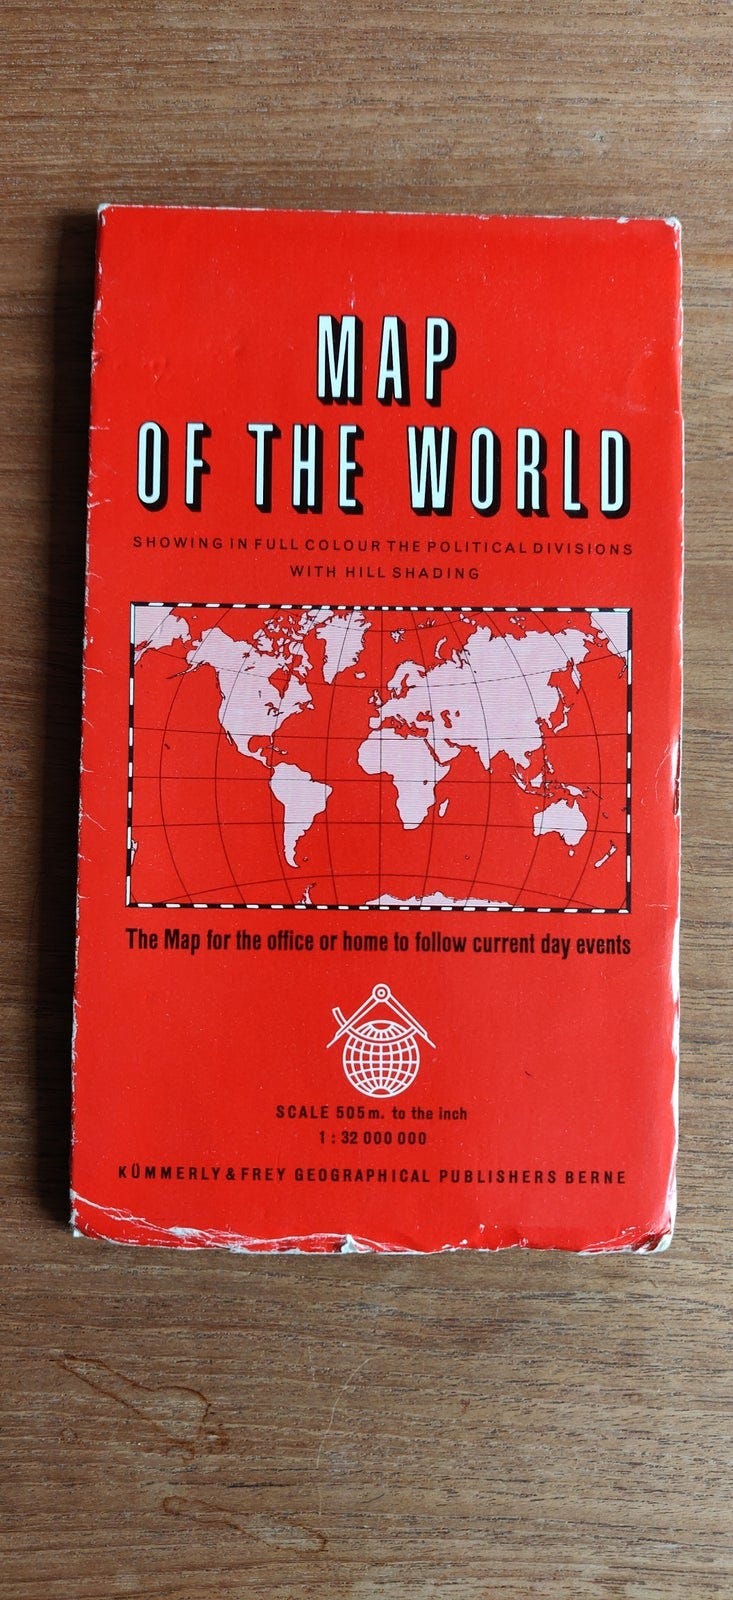 MAP
OF THE WORLD
SHOWING IN FULL COLOUR THE POLITICAL DIVISIONS
WITH HILL SHADING
The Map for the office or home to follow current day events
SCALE 505 m. to the inch
1 : 32 000 000
KÜMMERLY & FREY GEOGRAPHICAL PUBLISHERS BERNE